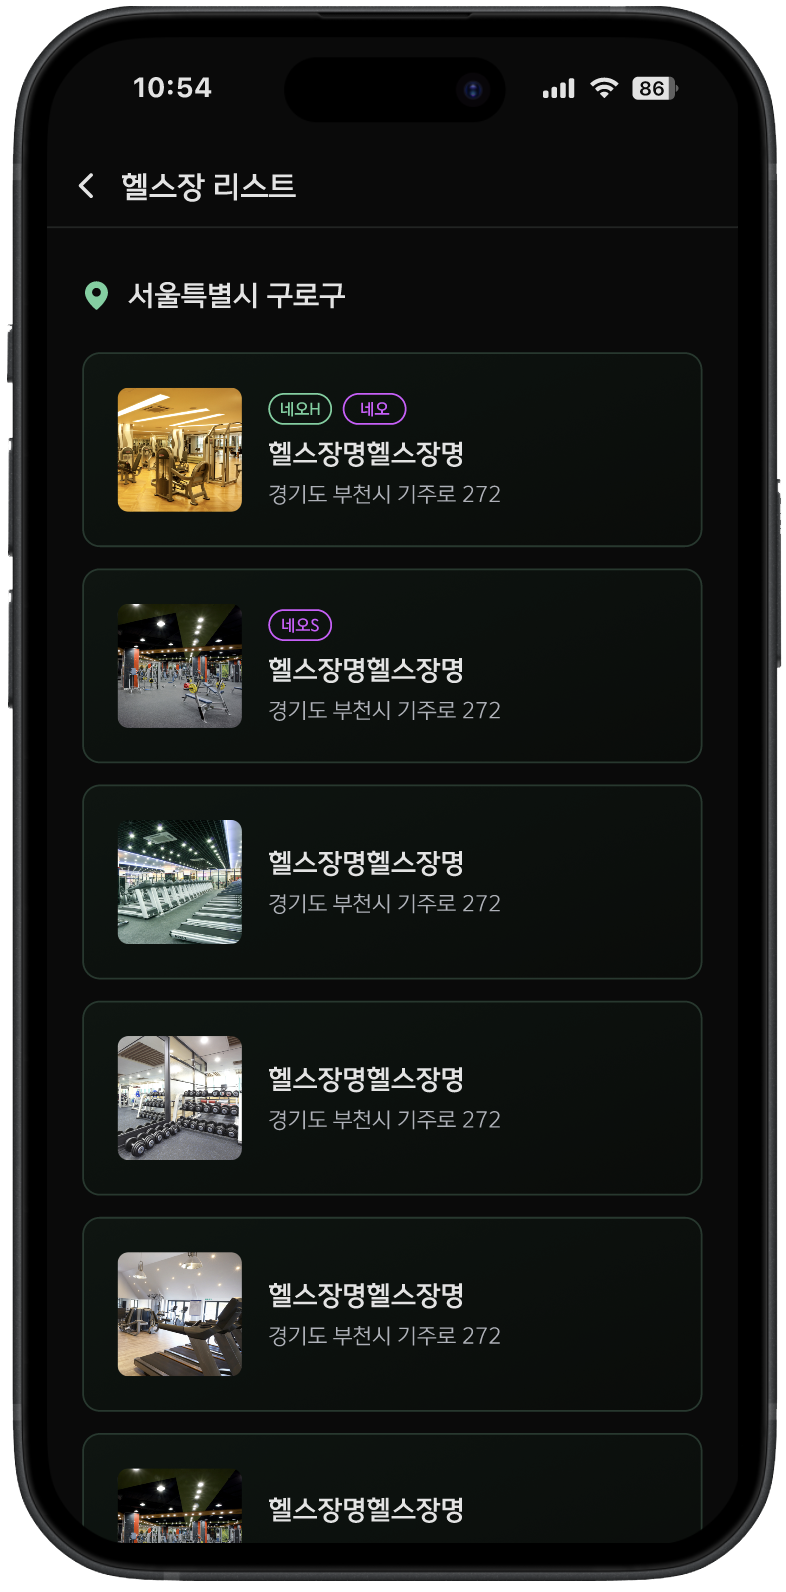 10:54
86
헬스장 리스트
서울특별시 구로구
네오H 네오
헬스장명헬스장명
경기도 부천시 기주로 272
네오S
헬스장명헬스장명
경기도 부천시 기주로 272
헬스장명헬스장명
경기도 부천시 기주로 272
헬스장명헬스장명
경기도 부천시 기주로 272
헬스장명헬스장명
경기도 부천시 기주로 272
헬스장명헬스장명